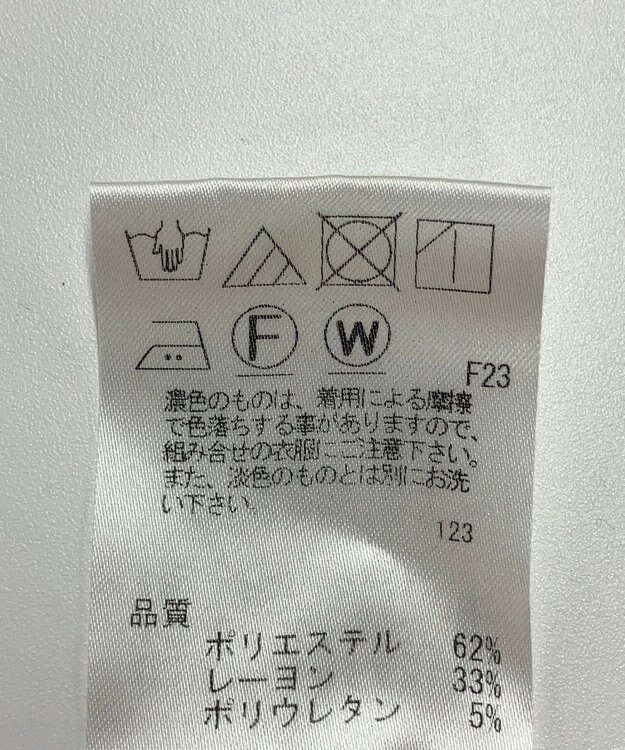 F
W
F23
濃色のものは、着用による摩擦
で色落ちする事がありますので、
組み合せの衣服にご注意下さい。
また、淡色のものとは別にお洗
い下さい。
123
品質
ポリエステル 62%
レーヨン 33%
ポリウレタン 5%